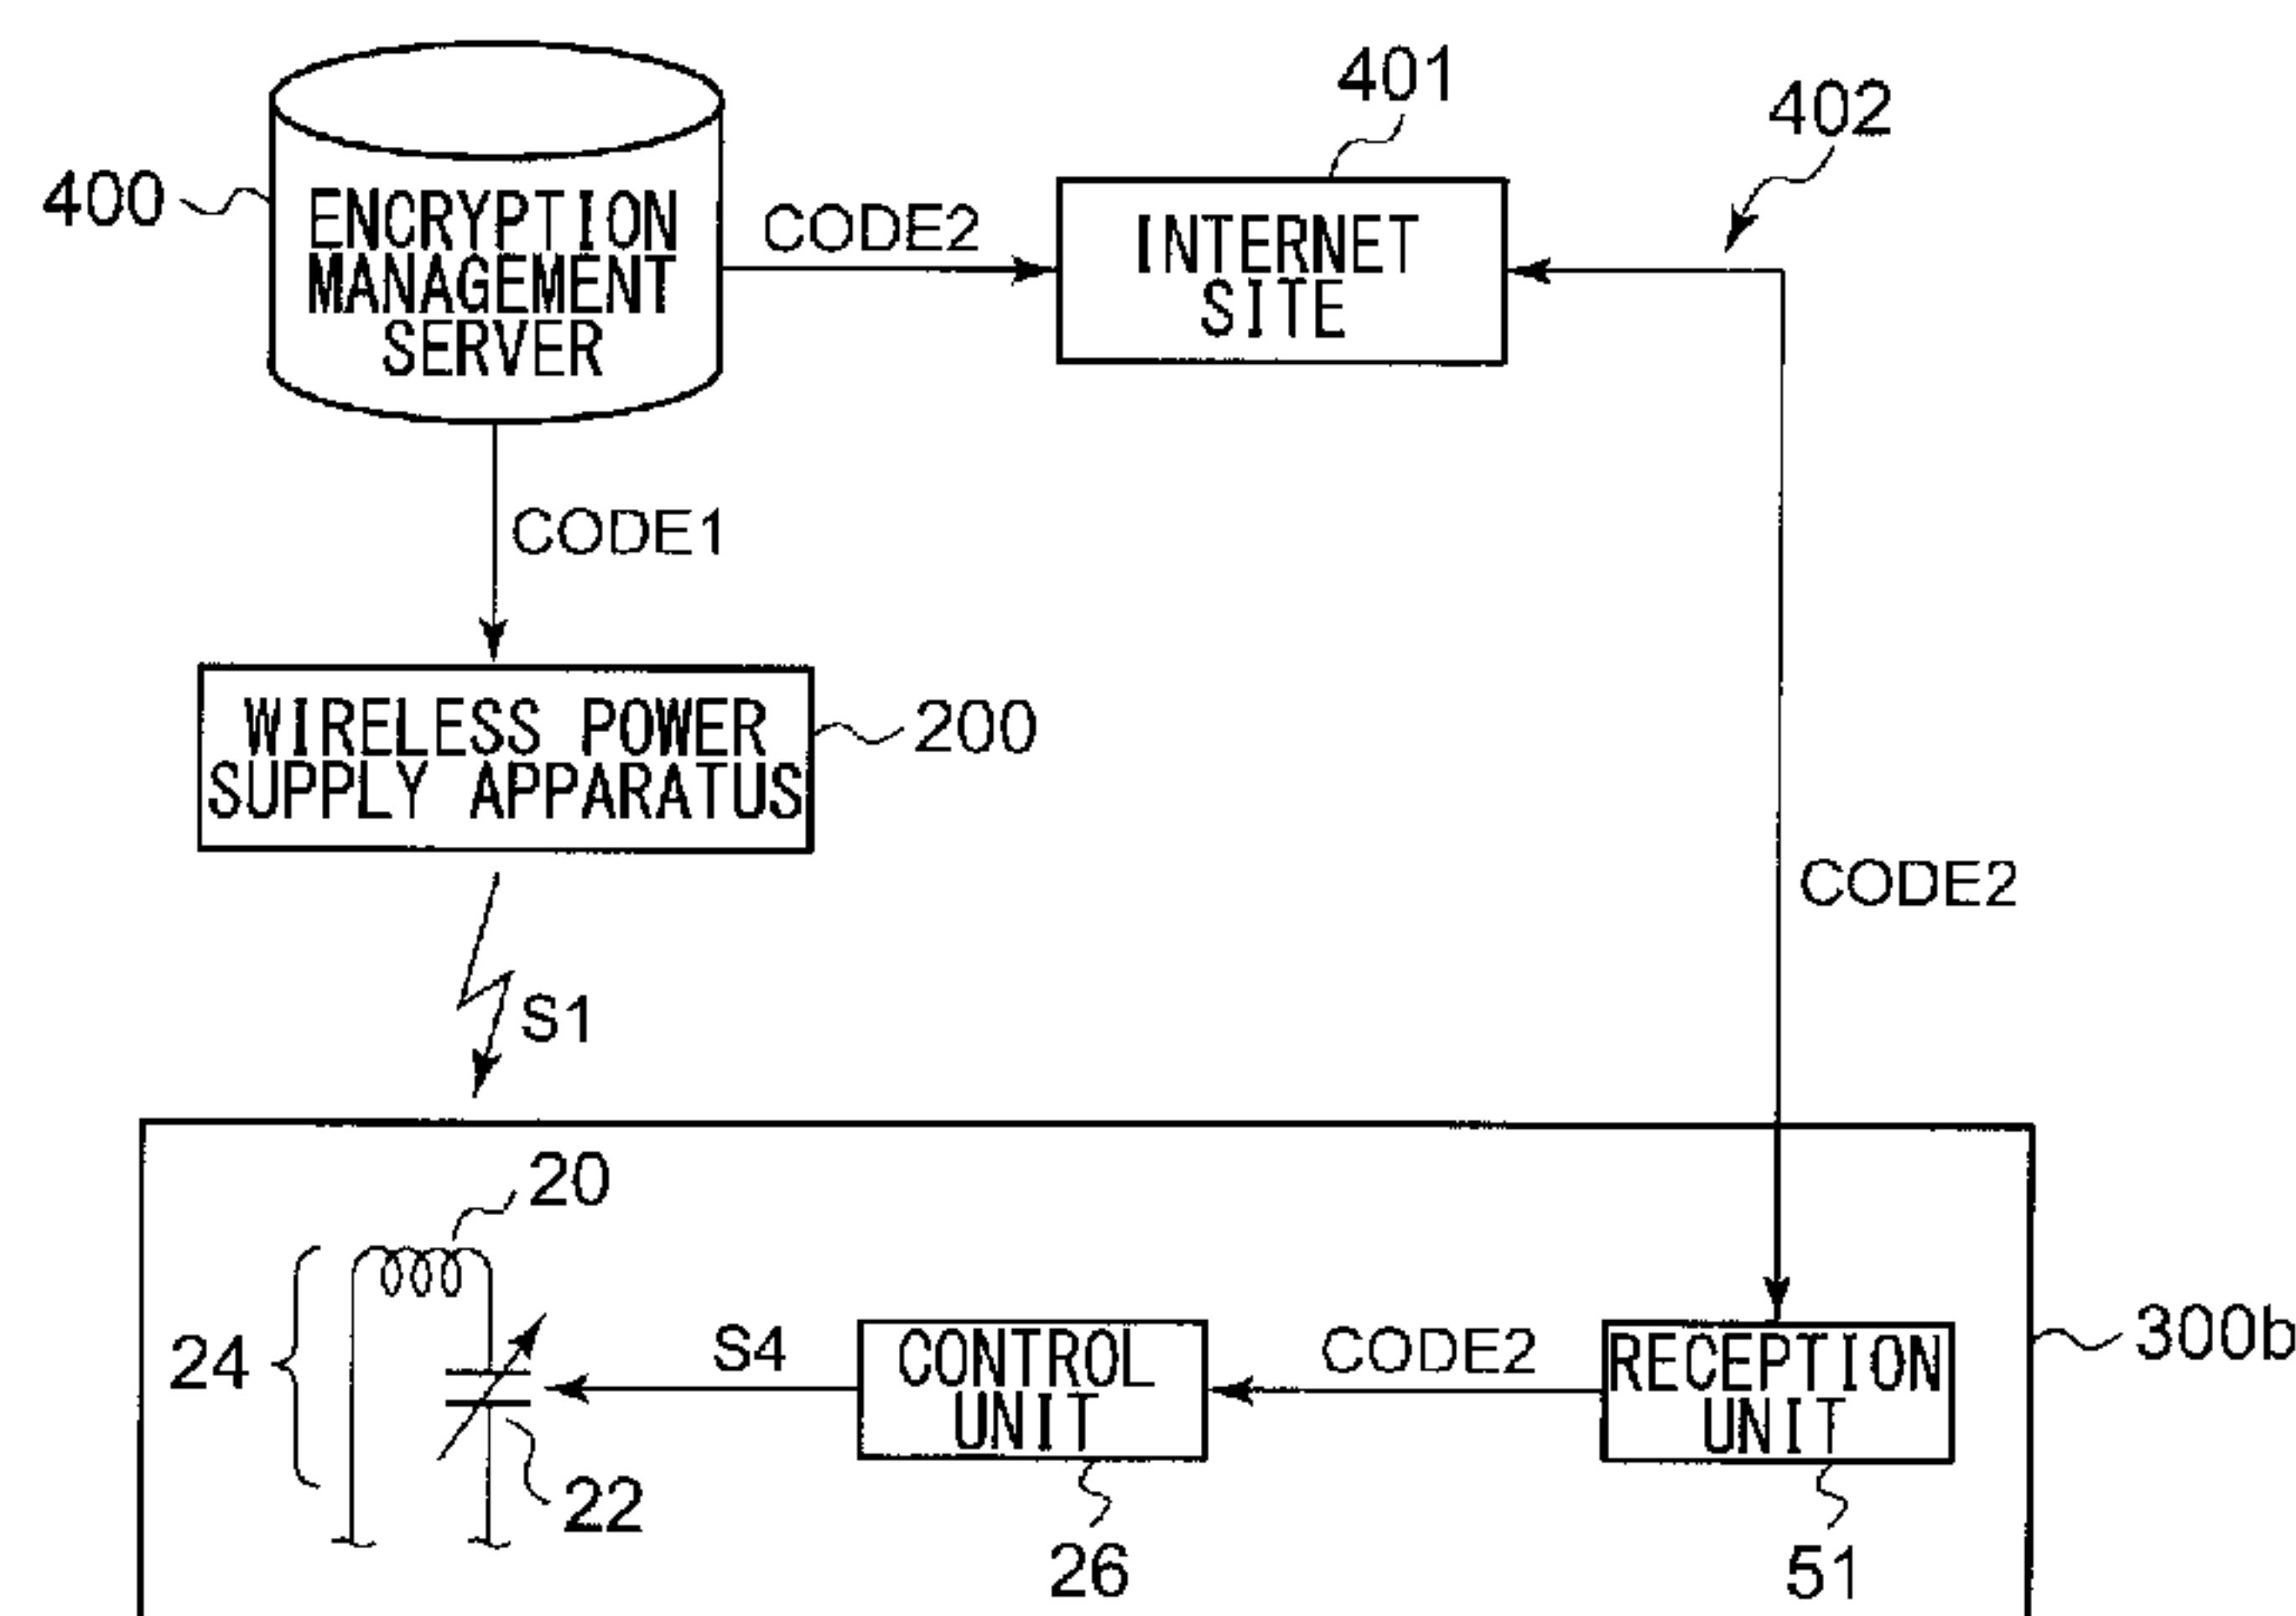 401
402
400
ENCRYPTION
MANAGEMENT
SERVER
CODE2
INTERNET
SITE
CODE1
WIRELESS POWER
SUPPLY APPARATUS
200
CODE2
S1
20
24
S4
CONTROL
UNIT
CODE2
RECEPTION
UNIT
300b
22
26
51